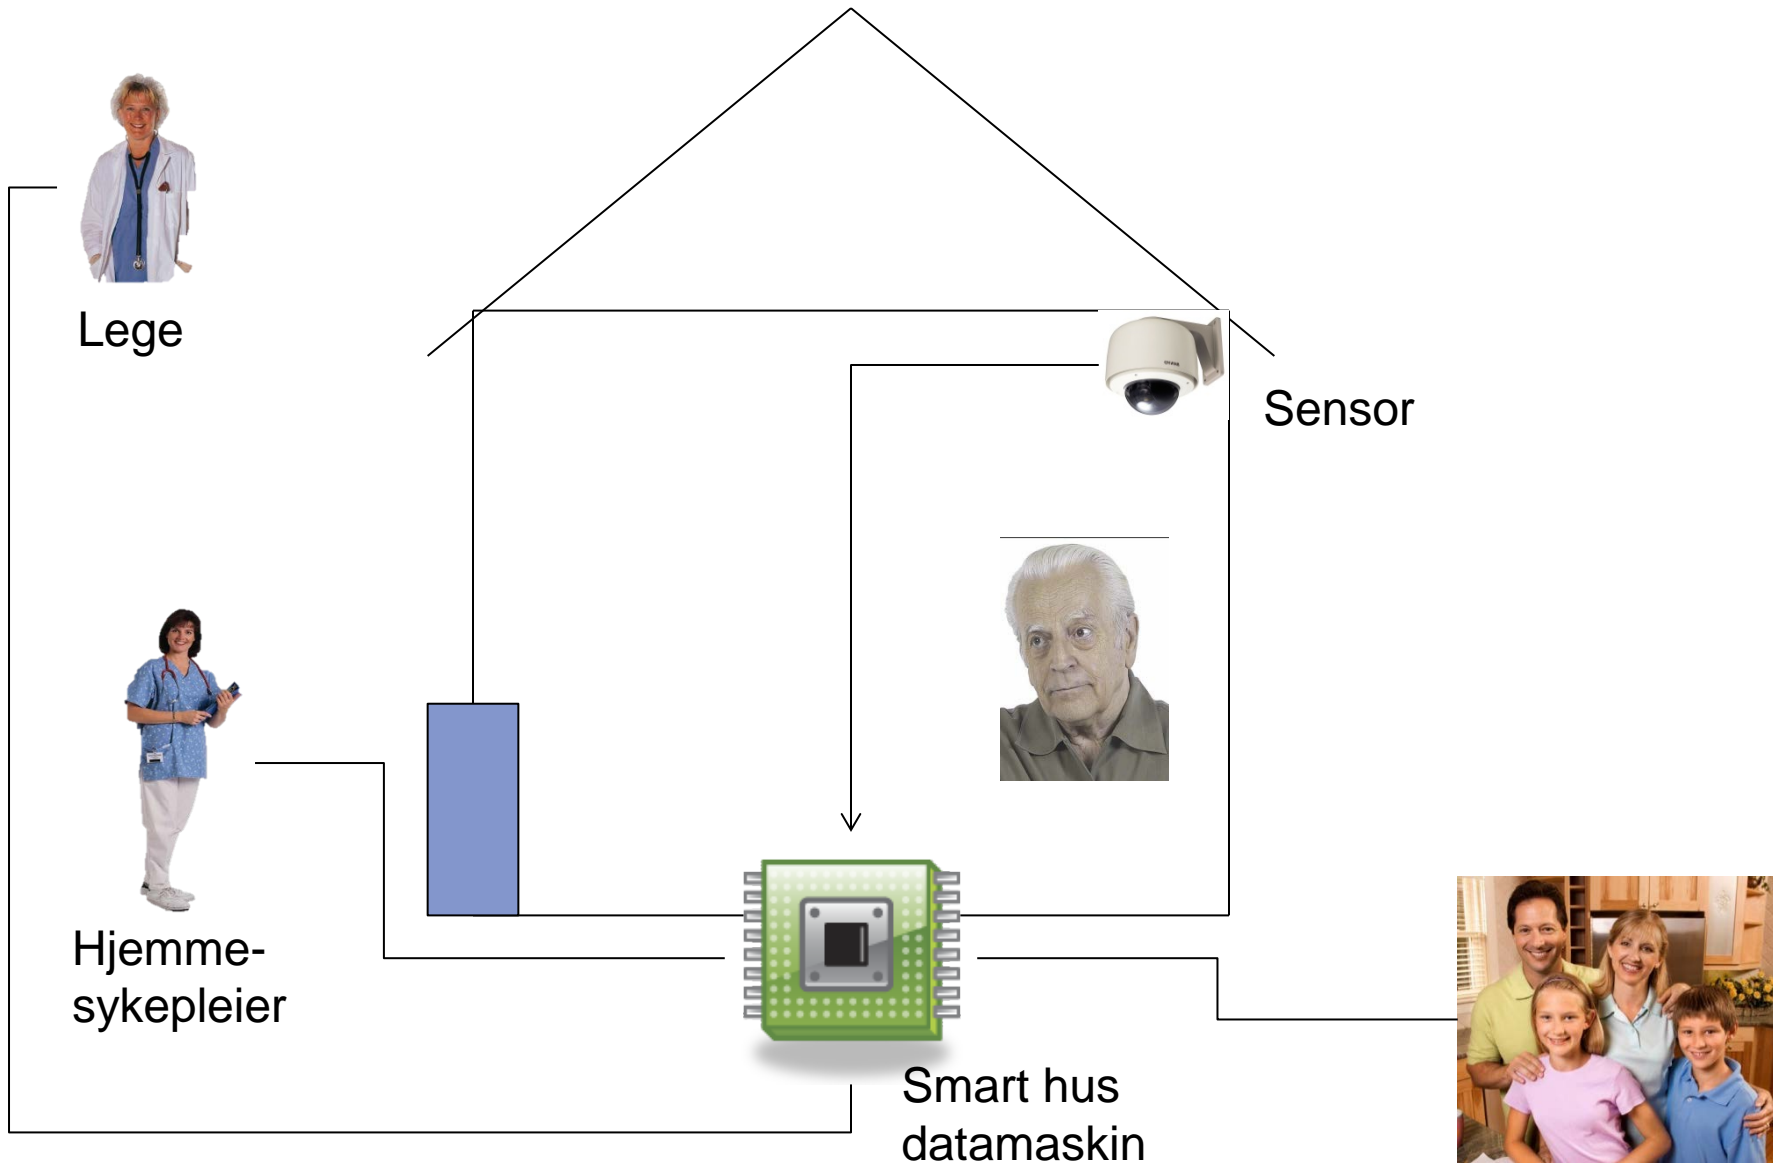 Lege
Sensor
Hjemme-
sykepleier
Smart hus
datamaskin